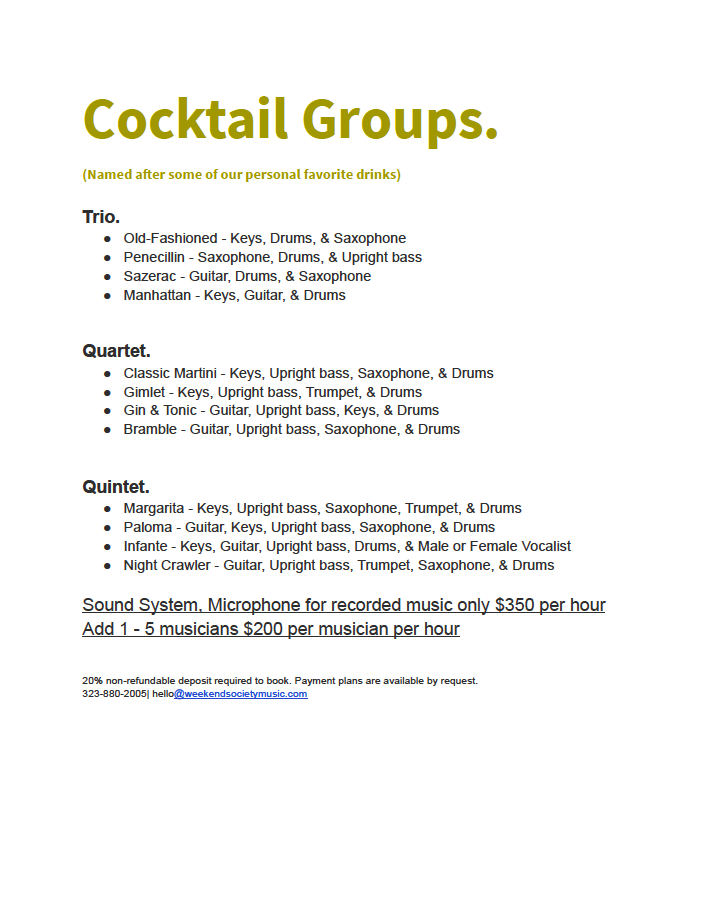 Cocktail Groups.
(Named after some of our personal favorite drinks)
Trio.
● Old-Fashioned - Keys, Drums, & Saxophone
● Penecillin - Saxophone, Drums, & Upright bass
● Sazerac - Guitar, Drums, & Saxophone
● Manhattan - Keys, Guitar, & Drums
Quartet.
● Classic Martini - Keys, Upright bass, Saxophone, & Drums
● Gimlet - Keys, Upright bass, Trumpet, & Drums
● Gin & Tonic - Guitar, Upright bass, Keys, & Drums
● Bramble - Guitar, Upright bass, Saxophone, & Drums
Quintet.
● Margarita - Keys, Upright bass, Saxophone, Trumpet, & Drums
● Paloma - Guitar, Keys, Upright bass, Saxophone, & Drums
● Infante - Keys, Guitar, Upright bass, Drums, & Male or Female Vocalist
● Night Crawler - Guitar, Upright bass, Trumpet, Saxophone, & Drums
Sound System, Microphone for recorded music only $350 per hour
Add 1 - 5 musicians $200 per musician per hour
20% non-refundable deposit required to book. Payment plans are available by request.
323-880-2005| hello@weekendsocietymusic.com